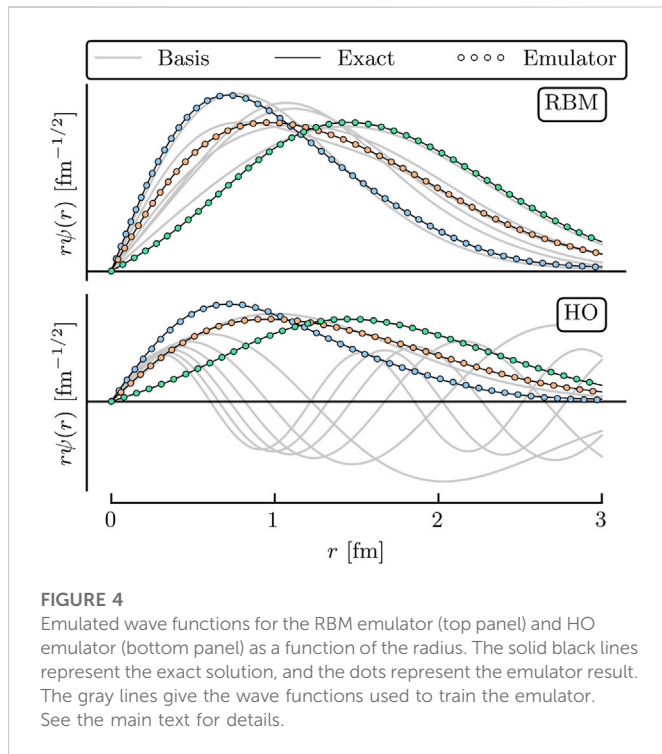 Basis Exact Emulator
RBM
rψ(r) [fm⁻¹/²]
HO
rψ(r) [fm⁻¹/²]
0 1 2 3
r [fm]
FIGURE 4
Emulated wave functions for the RBM emulator (top panel) and HO
emulator (bottom panel) as a function of the radius. The solid black lines
represent the exact solution, and the dots represent the emulator result.
The gray lines give the wave functions used to train the emulator.
See the main text for details.